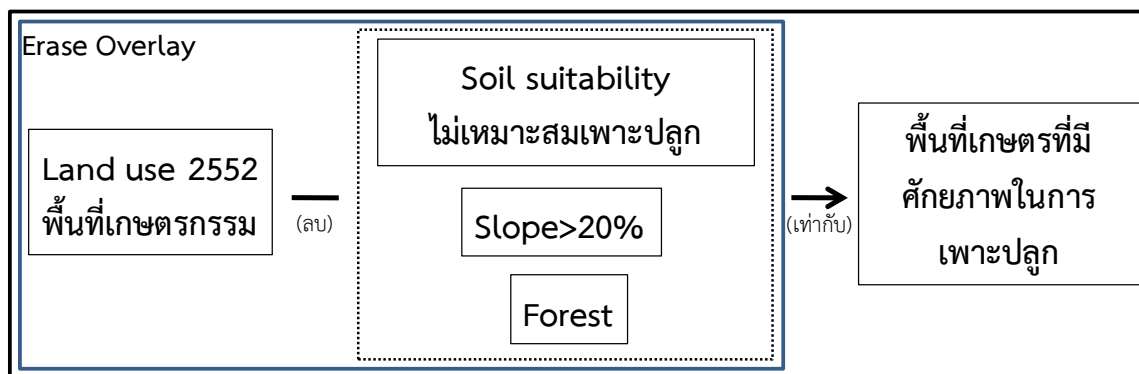 Erase Overlay
Land use 2552
พื้นที่เกษตรกรรม
(ลบ)
Soil suitability
ไม่เหมาะสมเพาะปลูก
Slope>20%
Forest
(เท่ากับ)
พื้นที่เกษตรที่มี
ศักยภาพในการ
เพาะปลูก